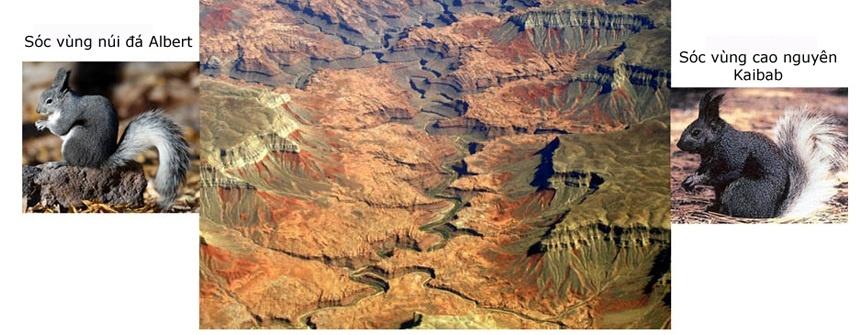 Sóc vùng núi đá Albert
Sóc vùng cao nguyên
Kaibab